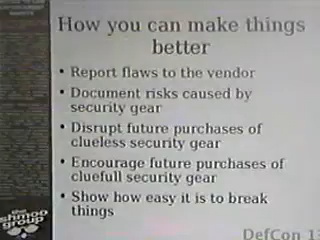 How you can make things
better
• Report flaws to the vendor
• Document risks caused by
security gear
• Disrupt future purchases of
clueless security gear
• Encourage future purchases of
cluefull security gear
• Show how easy it is to break
things
the
shmoo
group
DefCon 13